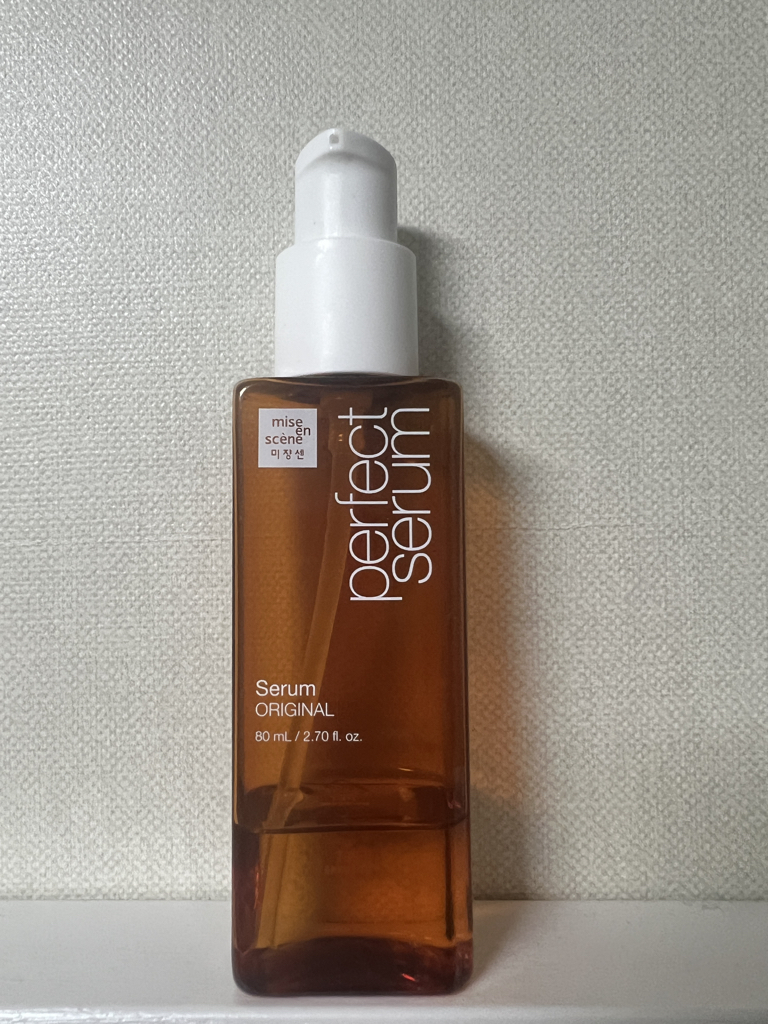 mise
en
scène
미장센
perfect
serum
Serum
ORIGINAL
80 mL / 2.70 fl. oz.